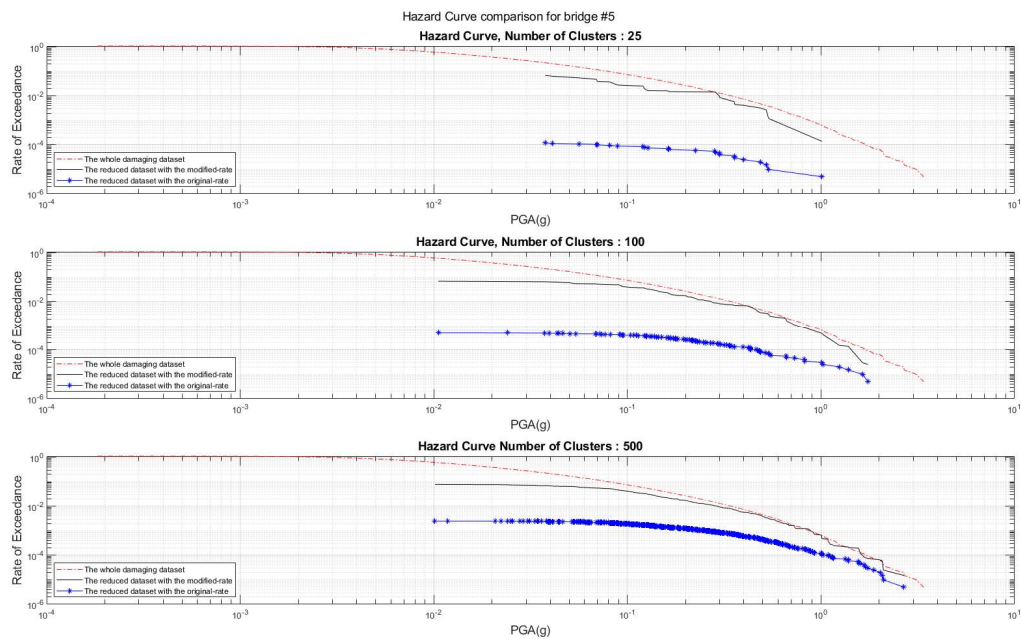 Hazard Curve comparison for bridge #5
Hazard Curve, Number of Clusters : 25
Rate of Exceedance
10^0
10^-2
10^-4
10^-6
The whole damaging dataset
The reduced dataset with the modified-rate
The reduced dataset with the original-rate
10^-4 10^-3 10^-2 10^-1 10^0 10^1
PGA(g)
Hazard Curve, Number of Clusters : 100
Rate of Exceedance
10^0
10^-2
10^-4
10^-6
The whole damaging dataset
The reduced dataset with the modified-rate
The reduced dataset with the original-rate
10^-4 10^-3 10^-2 10^-1 10^0 10^1
PGA(g)
Hazard Curve Number of Clusters : 500
Rate of Exceedance
10^0
10^-2
10^-4
10^-6
The whole damaging dataset
The reduced dataset with the modified-rate
The reduced dataset with the original-rate
10^-4 10^-3 10^-2 10^-1 10^0 10^1
PGA(g)